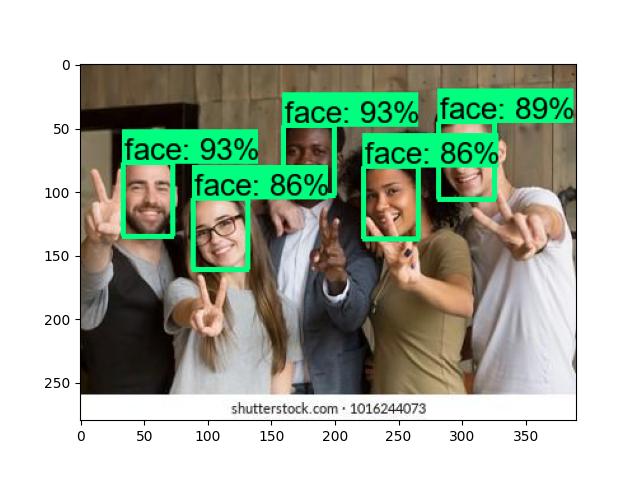 face: 93%
face: 86%
face: 93%
face: 86%
face: 89%
shutterstock.com · 1016244073
0
50
100
150
200
250
0 50 100 150 200 250 300 350